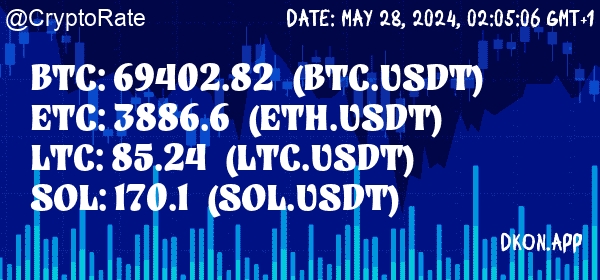 @CryptoRate
DATE: MAY 28, 2024, 02:05:06 GMT+1
BTC: 69402.82 (BTC.USDT)
ETC: 3886.6 (ETH.USDT)
LTC: 85.24 (LTC.USDT)
SOL: 170.1 (SOL.USDT)
DKON.APP